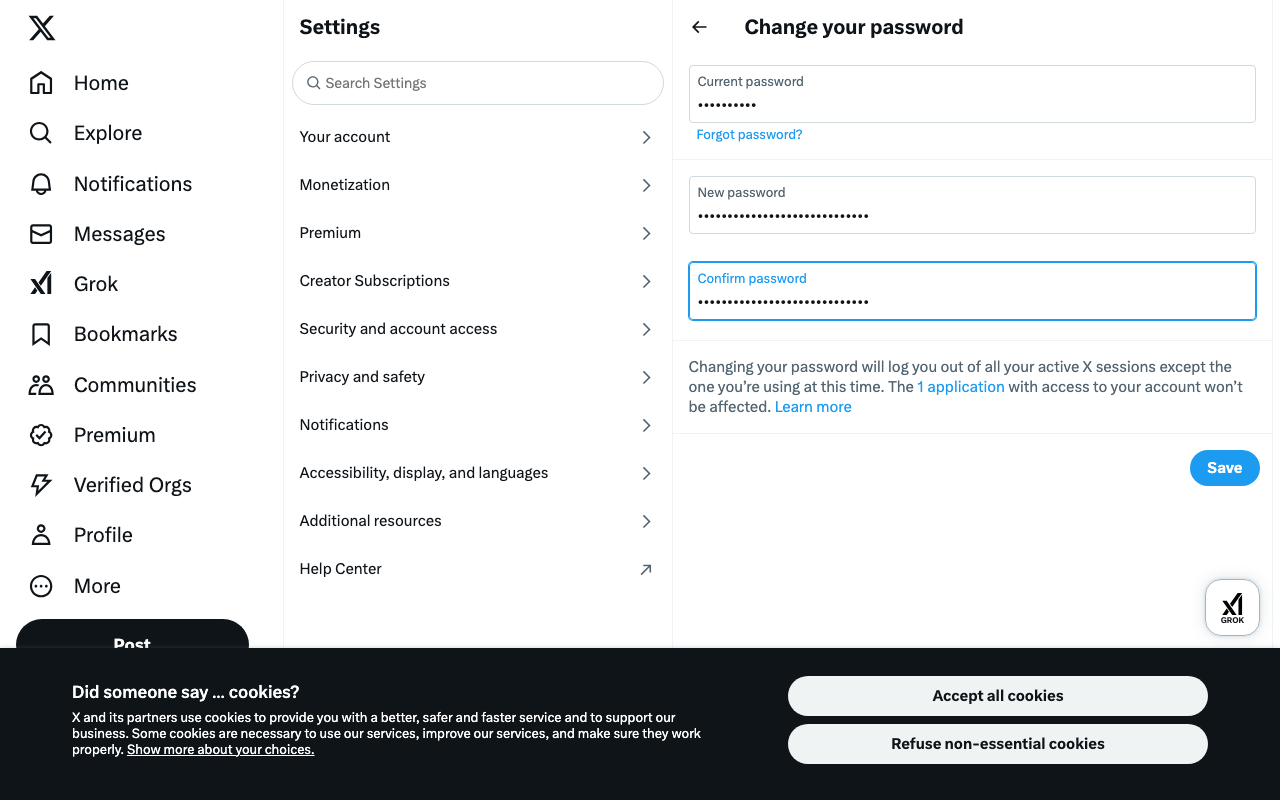 Home
Explore
Notifications
Messages
Grok
Bookmarks
Communities
Premium
Verified Orgs
Profile
More
Post
Settings
Search Settings
Your account
Monetization
Premium
Creator Subscriptions
Security and account access
Privacy and safety
Notifications
Accessibility, display, and languages
Additional resources
Help Center
Change your password
Current password
••••••••••
Forgot password?
New password
•••••••••••••••••••••••••••••
Confirm password
•••••••••••••••••••••••••••••
Changing your password will log you out of all your active X sessions except the
one you’re using at this time. The 1 application with access to your account won’t
be affected. Learn more
Save
GROK
Did someone say … cookies?
X and its partners use cookies to provide you with a better, safer and faster service and to support our
business. Some cookies are necessary to use our services, improve our services, and make sure they work
properly. Show more about your choices.
Accept all cookies
Refuse non-essential cookies